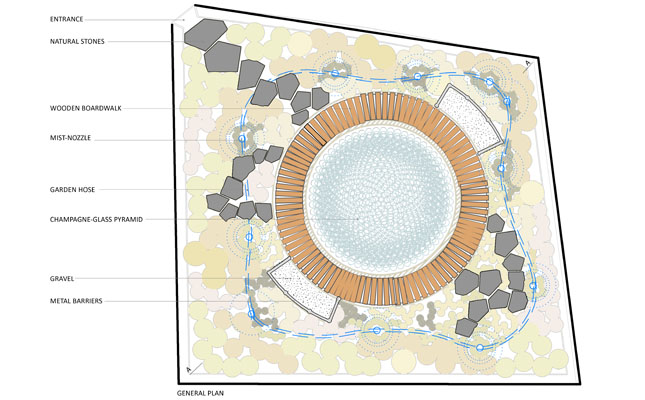 ENTRANCE
NATURAL STONES
WOODEN BOARDWALK
MIST-NOZZLE
GARDEN HOSE
CHAMPAGNE-GLASS PYRAMID
GRAVEL
METAL BARRIERS
A
A
GENERAL PLAN